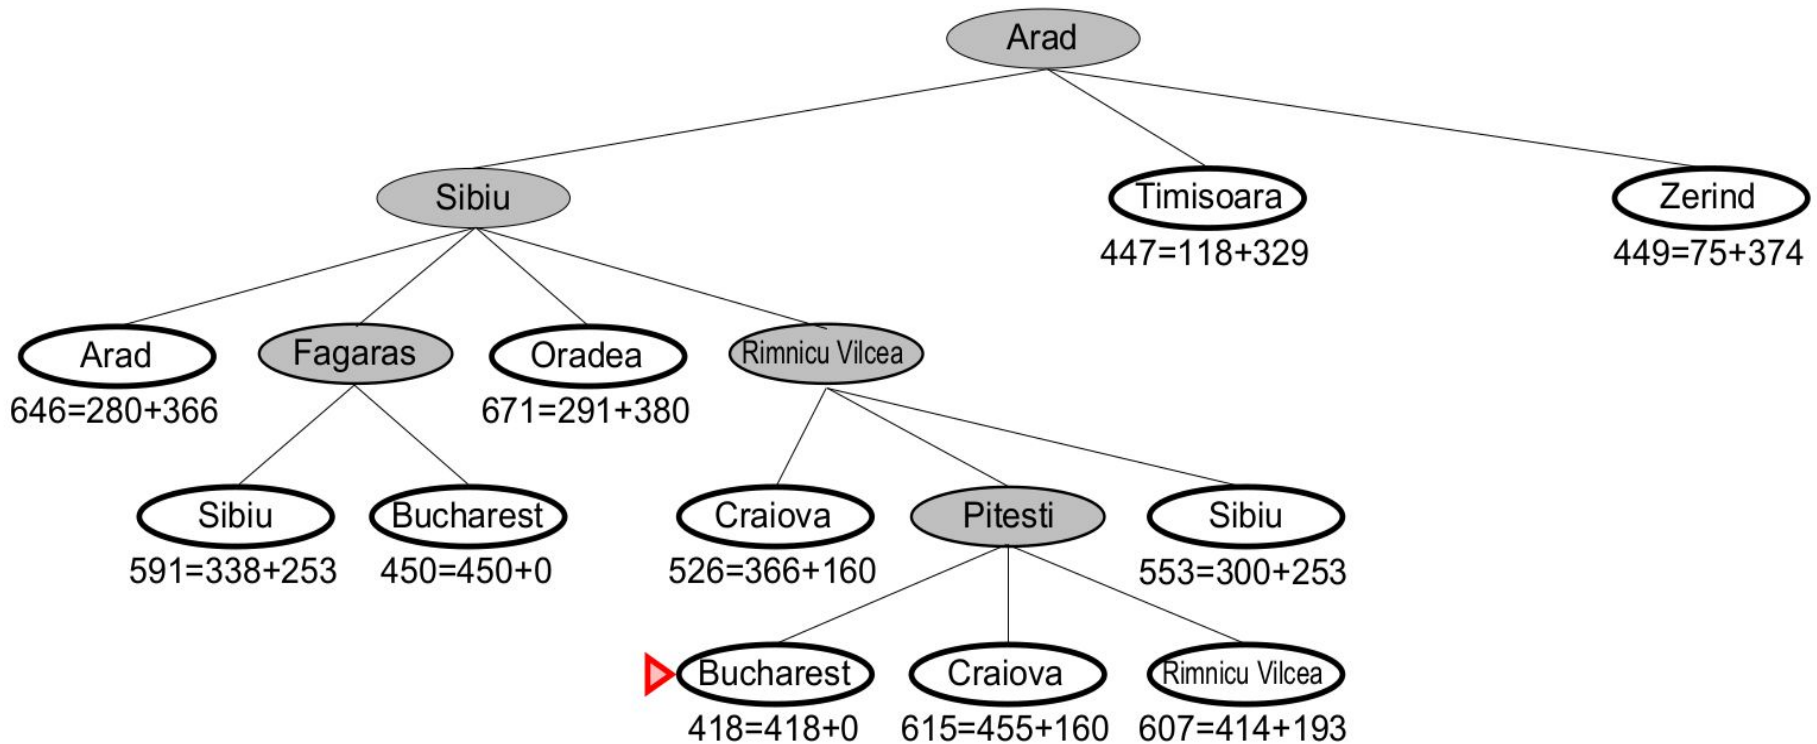 Arad
Sibiu
Timisoara
Zerind
447=118+329
449=75+374
Arad
Fagaras
Oradea
Rimnicu Vilcea
646=280+366
671=291+380
Sibiu
Bucharest
Craiova
Pitesti
Sibiu
591=338+253
450=450+0
526=366+160
553=300+253
Bucharest
Craiova
Rimnicu Vilcea
418=418+0
615=455+160
607=414+193